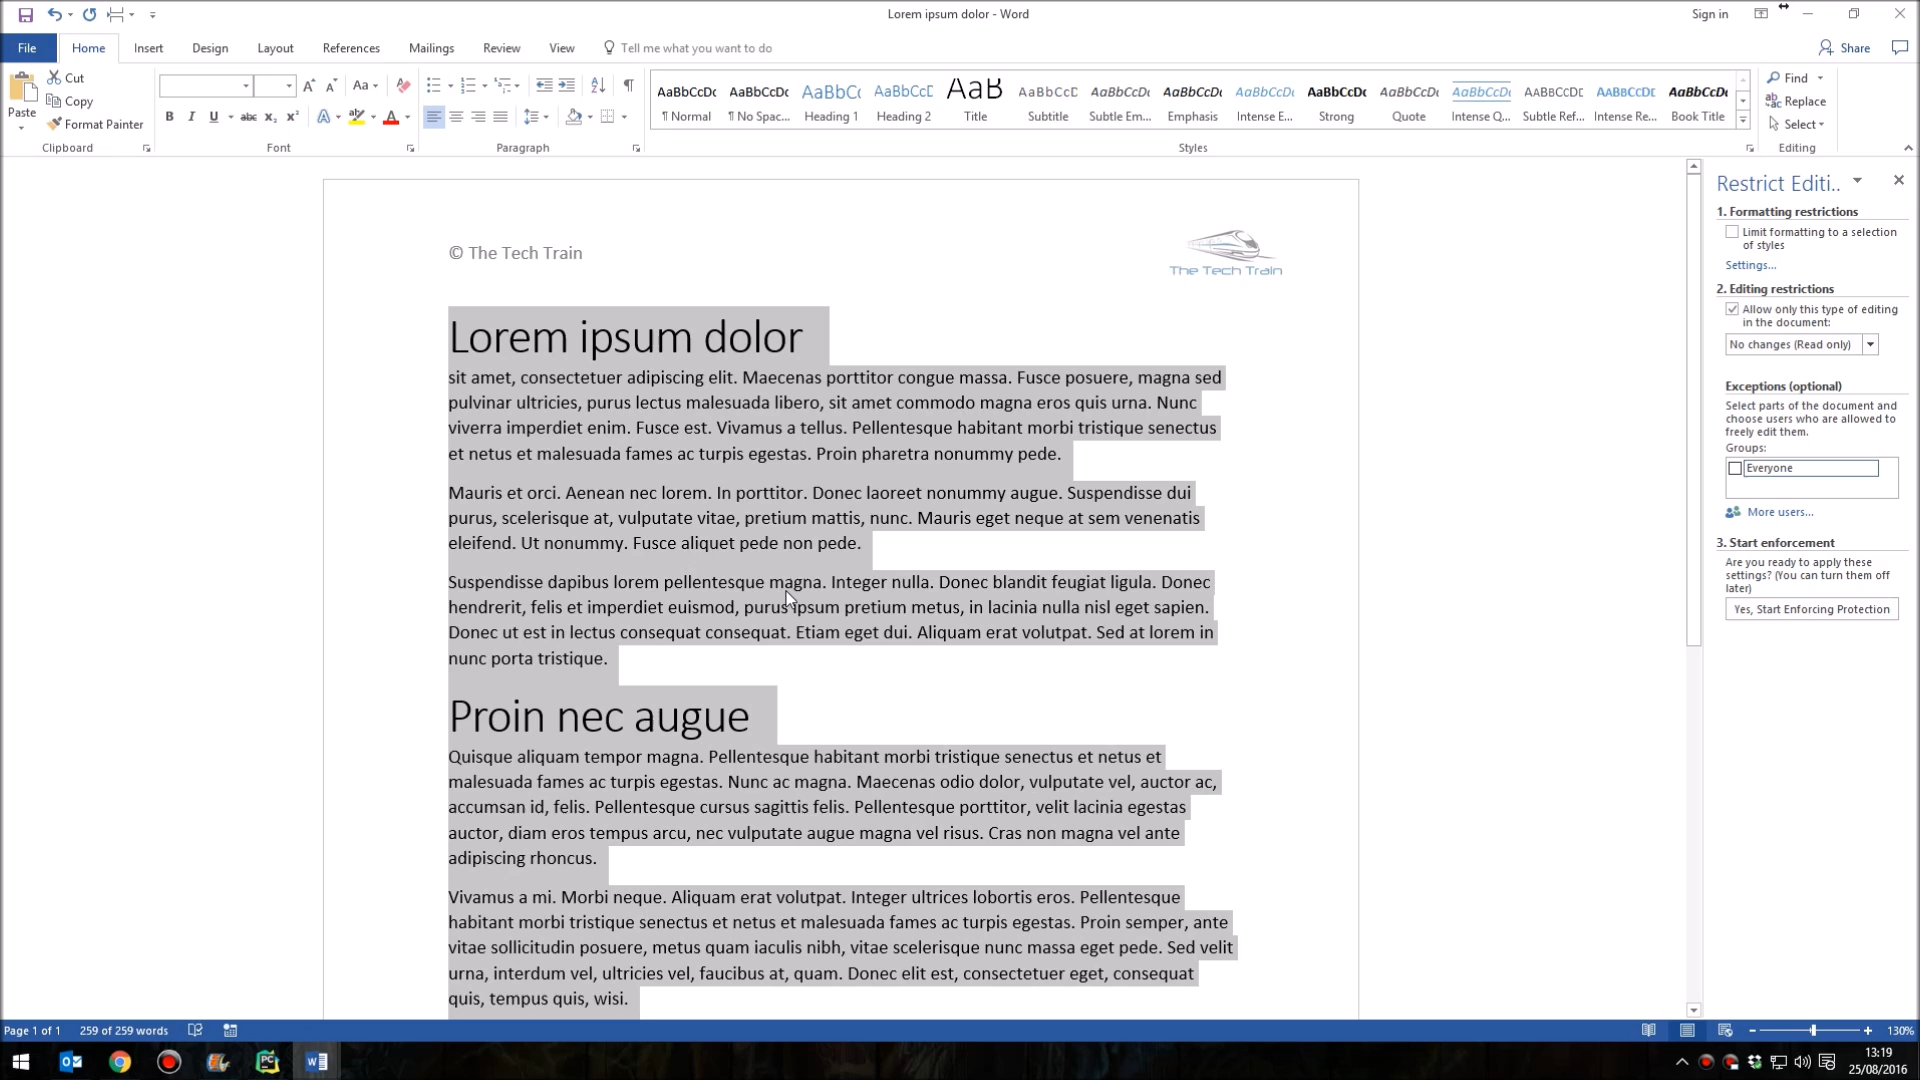 Lorem ipsum dolor - Word
Sign in
File
Home
Insert
Design
Layout
References
Mailings
Review
View
Tell me what you want to do
Share
Paste
Cut
Copy
Format Painter
Clipboard
Aa
B I U abc x₂ x²
A
A
Font
Paragraph
AaBbCcDc AaBbCcDc AaBbCc AaBbCcD AaB AaBbCcD AaBbCcDc AaBbCcDc AaBbCcDc AaBbCcDc AaBbCcDc AaBbCcDc AABBCCDC AABBCCDC AaBbCcDc
¶ Normal
¶ No Spac...
Heading 1
Heading 2
Title
Subtitle
Subtle Em...
Emphasis
Intense E...
Strong
Quote
Intense Q...
Subtle Ref...
Intense Re...
Book Title
Styles
Find
Replace
Select
Editing
© The Tech Train
The Tech Train
Lorem ipsum dolor
sit amet, consectetuer adipiscing elit. Maecenas porttitor congue massa. Fusce posuere, magna sed
pulvinar ultricies, purus lectus malesuada libero, sit amet commodo magna eros quis urna. Nunc
viverra imperdiet enim. Fusce est. Vivamus a tellus. Pellentesque habitant morbi tristique senectus
et netus et malesuada fames ac turpis egestas. Proin pharetra nonummy pede.
Mauris et orci. Aenean nec lorem. In porttitor. Donec laoreet nonummy augue. Suspendisse dui
purus, scelerisque at, vulputate vitae, pretium mattis, nunc. Mauris eget neque at sem venenatis
eleifend. Ut nonummy. Fusce aliquet pede non pede.
Suspendisse dapibus lorem pellentesque magna. Integer nulla. Donec blandit feugiat ligula. Donec
hendrerit, felis et imperdiet euismod, purus ipsum pretium metus, in lacinia nulla nisl eget sapien.
Donec ut est in lectus consequat consequat. Etiam eget dui. Aliquam erat volutpat. Sed at lorem in
nunc porta tristique.
Proin nec augue
Quisque aliquam tempor magna. Pellentesque habitant morbi tristique senectus et netus et
malesuada fames ac turpis egestas. Nunc ac magna. Maecenas odio dolor, vulputate vel, auctor ac,
accumsan id, felis. Pellentesque cursus sagittis felis. Pellentesque porttitor, velit lacinia egestas
auctor, diam eros tempus arcu, nec vulputate augue magna vel risus. Cras non magna vel ante
adipiscing rhoncus.
Vivamus a mi. Morbi neque. Aliquam erat volutpat. Integer ultrices lobortis eros. Pellentesque
habitant morbi tristique senectus et netus et malesuada fames ac turpis egestas. Proin semper, ante
vitae sollicitudin posuere, metus quam iaculis nibh, vitae scelerisque nunc massa eget pede. Sed velit
urna, interdum vel, ultricies vel, faucibus at, quam. Donec elit est, consectetuer eget, consequat
quis, tempus quis, wisi.
Restrict Editi..
1. Formatting restrictions
Limit formatting to a selection
of styles
Settings...
2. Editing restrictions
Allow only this type of editing
in the document:
No changes (Read only)
Exceptions (optional)
Select parts of the document and
choose users who are allowed to
freely edit them.
Groups:
Everyone
More users...
3. Start enforcement
Are you ready to apply these
settings? (You can turn them off
later)
Yes, Start Enforcing Protection
Page 1 of 1
259 of 259 words
130%
13:19
25/08/2016